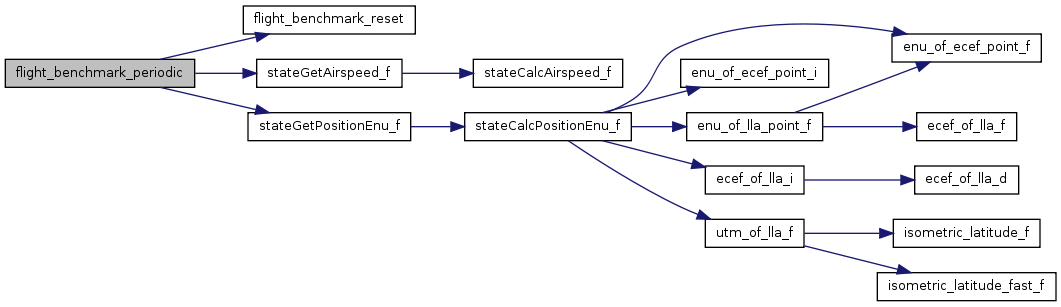 flight_benchmark_reset
enu_of_ecef_point_f
flight_benchmark_periodic
stateGetAirspeed_f
stateCalcAirspeed_f
enu_of_ecef_point_i
stateGetPositionEnu_f
stateCalcPositionEnu_f
enu_of_lla_point_f
ecef_of_lla_f
ecef_of_lla_i
ecef_of_lla_d
utm_of_lla_f
isometric_latitude_f
isometric_latitude_fast_f